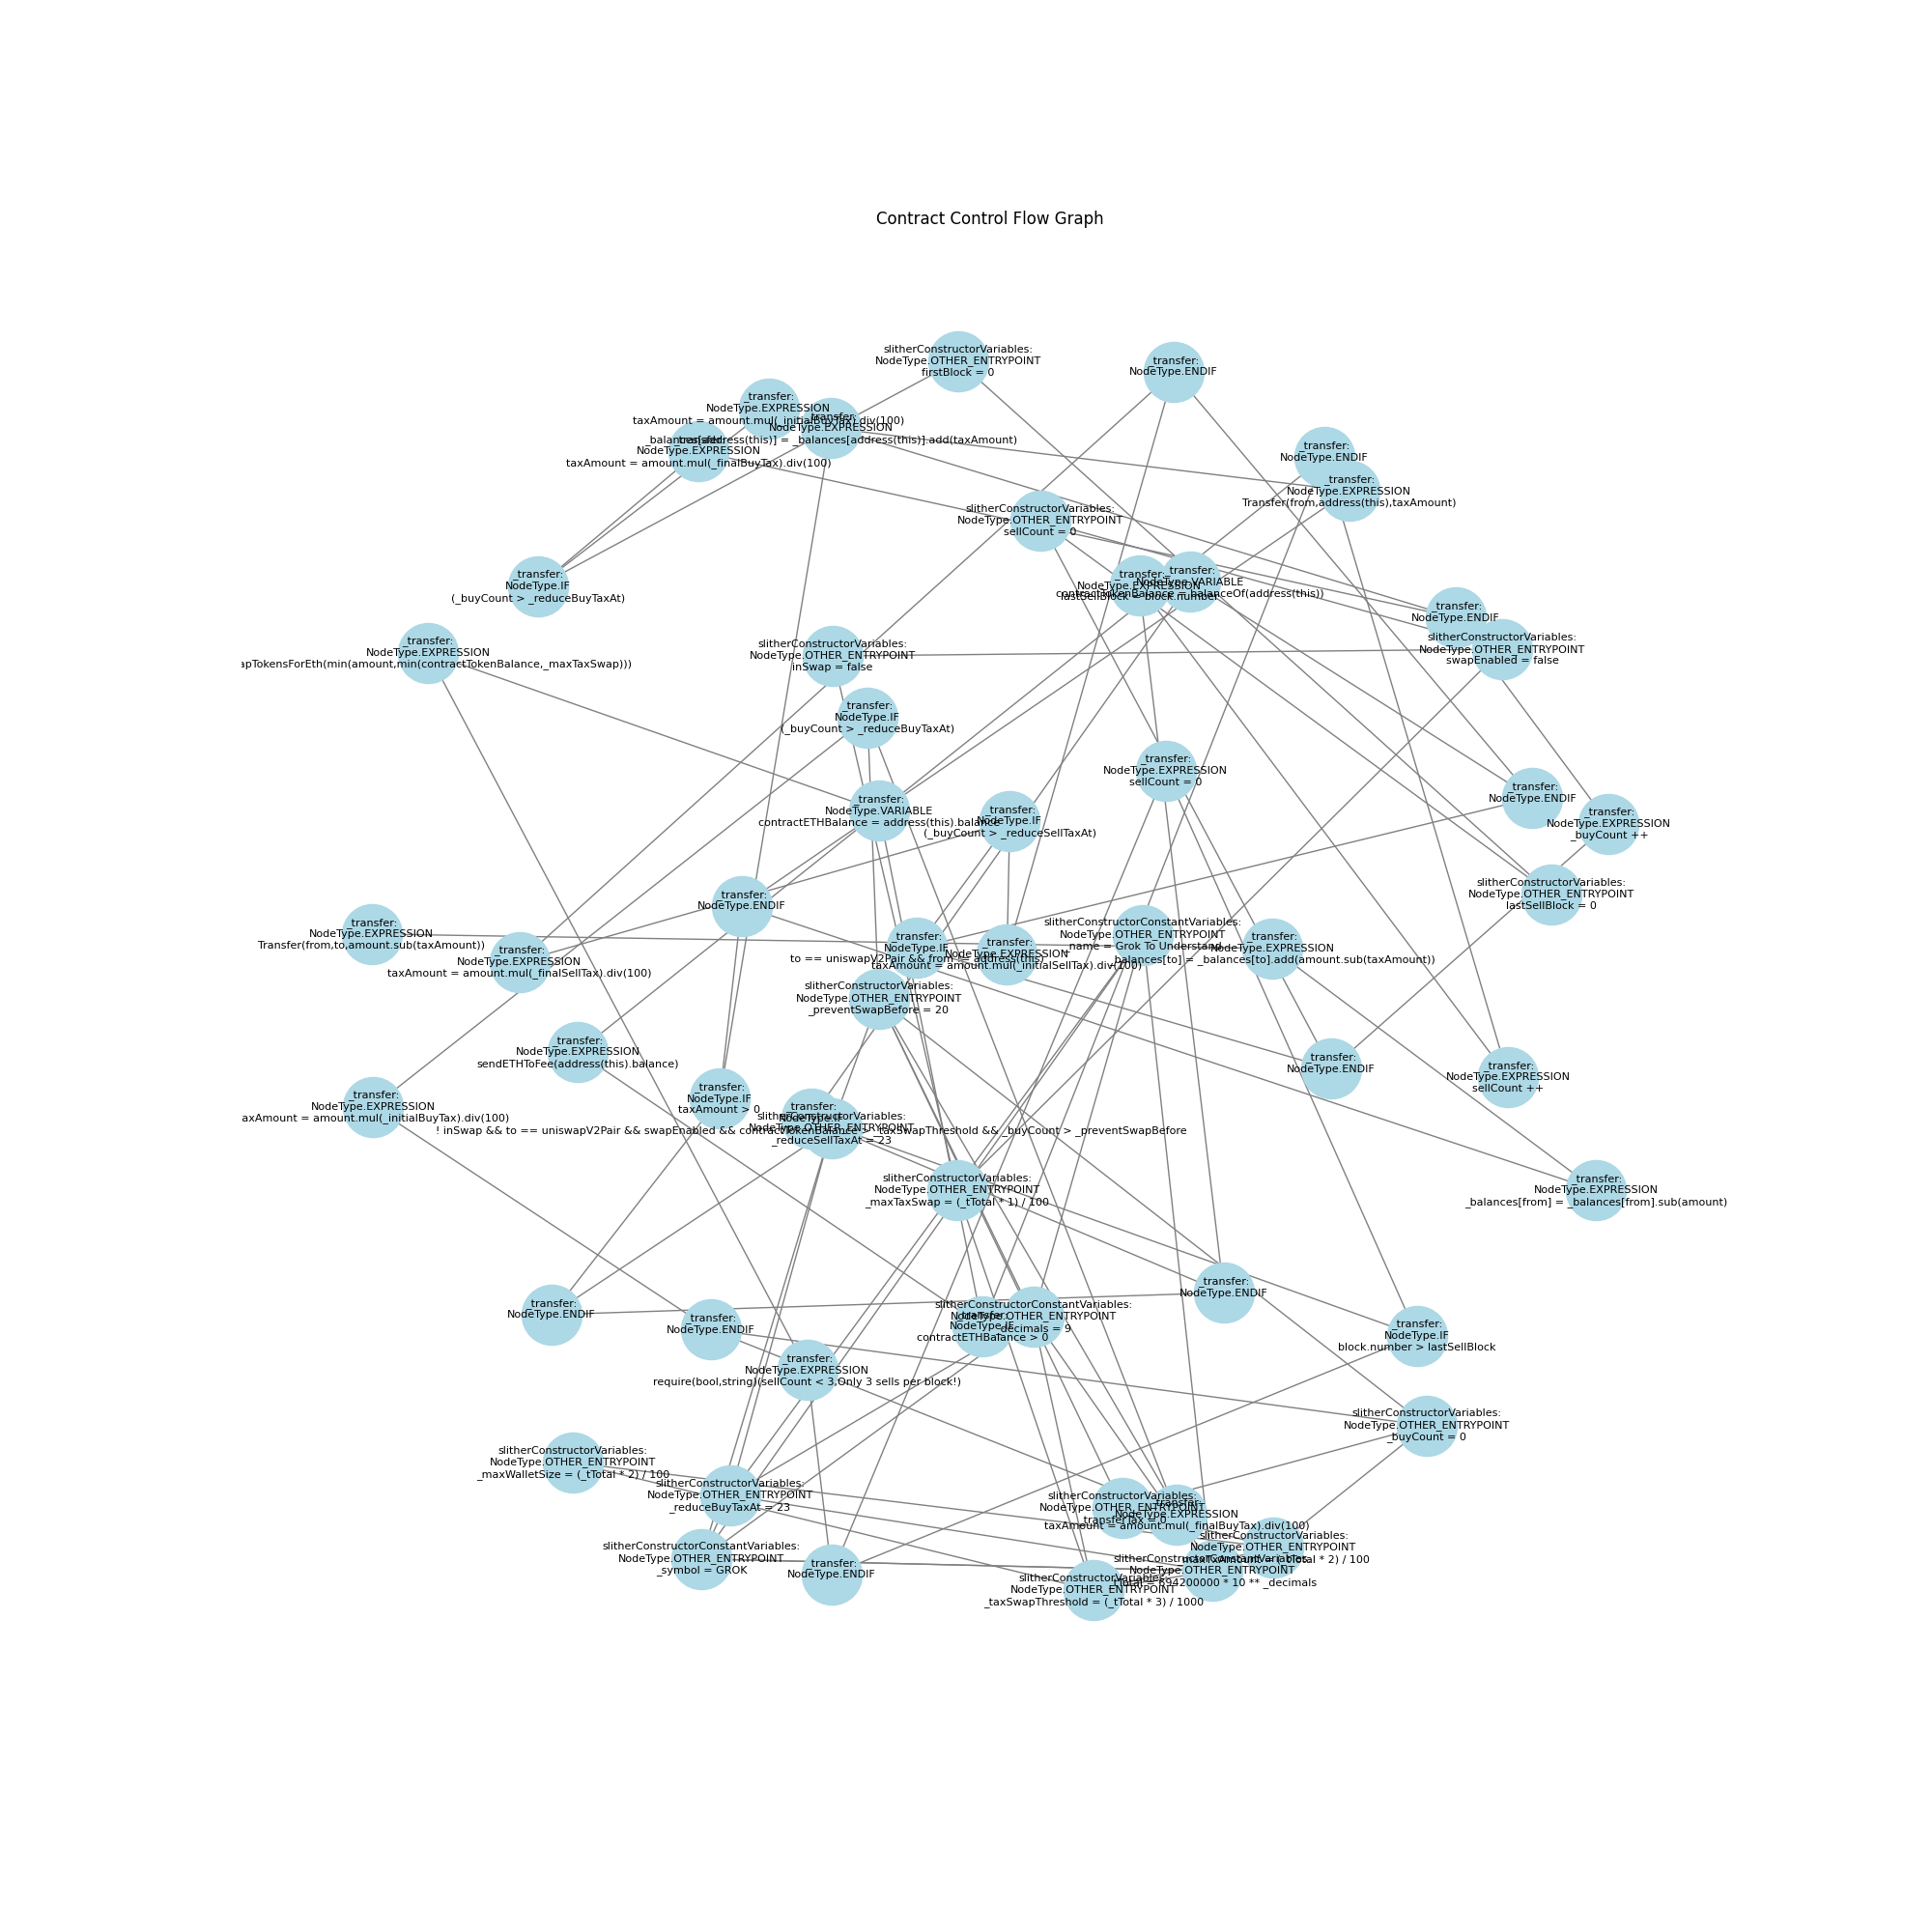 Contract Control Flow Graph
slitherConstructorVariables:
NodeType.OTHER_ENTRYPOINT
firstBlock = 0
_transfer:
NodeType.ENDIF
_transfer:
NodeType.EXPRESSION
taxAmount = amount.mul(_initialBuyTax).div(100)
_transfer:
NodeType.EXPRESSION
_balances[address(this)] = _balances[address(this)].add(taxAmount)
NodeType.EXPRESSION
taxAmount = amount.mul(_finalBuyTax).div(100)
_transfer:
NodeType.ENDIF
_transfer:
NodeType.EXPRESSION
Transfer(from,address(this),taxAmount)
slitherConstructorVariables:
NodeType.OTHER_ENTRYPOINT
sellCount = 0
_transfer:
NodeType.IF
(_buyCount > _reduceBuyTaxAt)
_transfer:
NodeType.EXPRESSION
lastSellBlock = block.number
_transfer:
NodeType.VARIABLE
contractTokenBalance = balanceOf(address(this))
_transfer:
NodeType.ENDIF
slitherConstructorVariables:
NodeType.OTHER_ENTRYPOINT
swapEnabled = false
_transfer:
NodeType.EXPRESSION
apTokensForEth(min(amount,min(contractTokenBalance,_maxTaxSwap)))
slitherConstructorVariables:
NodeType.OTHER_ENTRYPOINT
inSwap = false
_transfer:
NodeType.IF
(_buyCount > _reduceBuyTaxAt)
_transfer:
NodeType.EXPRESSION
sellCount = 0
_transfer:
NodeType.VARIABLE
contractETHBalance = address(this).balance
_transfer:
NodeType.IF
(_buyCount > _reduceSellTaxAt)
_transfer:
NodeType.ENDIF
_transfer:
NodeType.EXPRESSION
_buyCount ++
slitherConstructorVariables:
NodeType.OTHER_ENTRYPOINT
lastSellBlock = 0
_transfer:
NodeType.ENDIF
_transfer:
NodeType.EXPRESSION
Transfer(from,to,amount.sub(taxAmount))
_transfer:
NodeType.EXPRESSION
taxAmount = amount.mul(_finalSellTax).div(100)
_transfer:
NodeType.IF
to == uniswapV2Pair && from != address(this)
_transfer:
NodeType.EXPRESSION
taxAmount = amount.mul(_initialSellTax).div(100)
slitherConstructorConstantVariables:
NodeType.OTHER_ENTRYPOINT
_name = Grok To Understand
_transfer:
NodeType.EXPRESSION
_balances[to] = _balances[to].add(amount.sub(taxAmount))
slitherConstructorVariables:
NodeType.OTHER_ENTRYPOINT
_preventSwapBefore = 20
_transfer:
NodeType.EXPRESSION
sendETHToFee(address(this).balance)
_transfer:
NodeType.ENDIF
_transfer:
NodeType.EXPRESSION
sellCount ++
_transfer:
NodeType.IF
taxAmount > 0
_transfer:
NodeType.EXPRESSION
axAmount = amount.mul(_initialBuyTax).div(100)
_transfer:
NodeType.IF
! inSwap && to == uniswapV2Pair && swapEnabled && contractTokenBalance > _taxSwapThreshold && _buyCount > _preventSwapBefore
slitherConstructorVariables:
NodeType.OTHER_ENTRYPOINT
_reduceSellTaxAt = 23
slitherConstructorVariables:
NodeType.OTHER_ENTRYPOINT
_maxTaxSwap = (_tTotal * 1) / 100
_transfer:
NodeType.EXPRESSION
_balances[from] = _balances[from].sub(amount)
_transfer:
NodeType.ENDIF
_transfer:
NodeType.ENDIF
_transfer:
NodeType.ENDIF
slitherConstructorConstantVariables:
NodeType.OTHER_ENTRYPOINT
_decimals = 9
_transfer:
NodeType.IF
contractETHBalance > 0
_transfer:
NodeType.IF
block.number > lastSellBlock
_transfer:
NodeType.EXPRESSION
require(bool,string)(sellCount < 3,Only 3 sells per block!)
slitherConstructorVariables:
NodeType.OTHER_ENTRYPOINT
_buyCount = 0
slitherConstructorVariables:
NodeType.OTHER_ENTRYPOINT
_maxWalletSize = (_tTotal * 2) / 100
slitherConstructorVariables:
NodeType.OTHER_ENTRYPOINT
_reduceBuyTaxAt = 23
slitherConstructorVariables:
NodeType.OTHER_ENTRYPOINT
transferTax = 0
_transfer:
NodeType.EXPRESSION
taxAmount = amount.mul(_finalBuyTax).div(100)
slitherConstructorVariables:
NodeType.OTHER_ENTRYPOINT
_maxTxAmount = (_tTotal * 2) / 100
slitherConstructorConstantVariables:
NodeType.OTHER_ENTRYPOINT
_symbol = GROK
_transfer:
NodeType.ENDIF
slitherConstructorConstantVariables:
NodeType.OTHER_ENTRYPOINT
10 ** _decimals
slitherConstructorVariables:
NodeType.OTHER_ENTRYPOINT
_taxSwapThreshold = (_tTotal * 3) / 1000